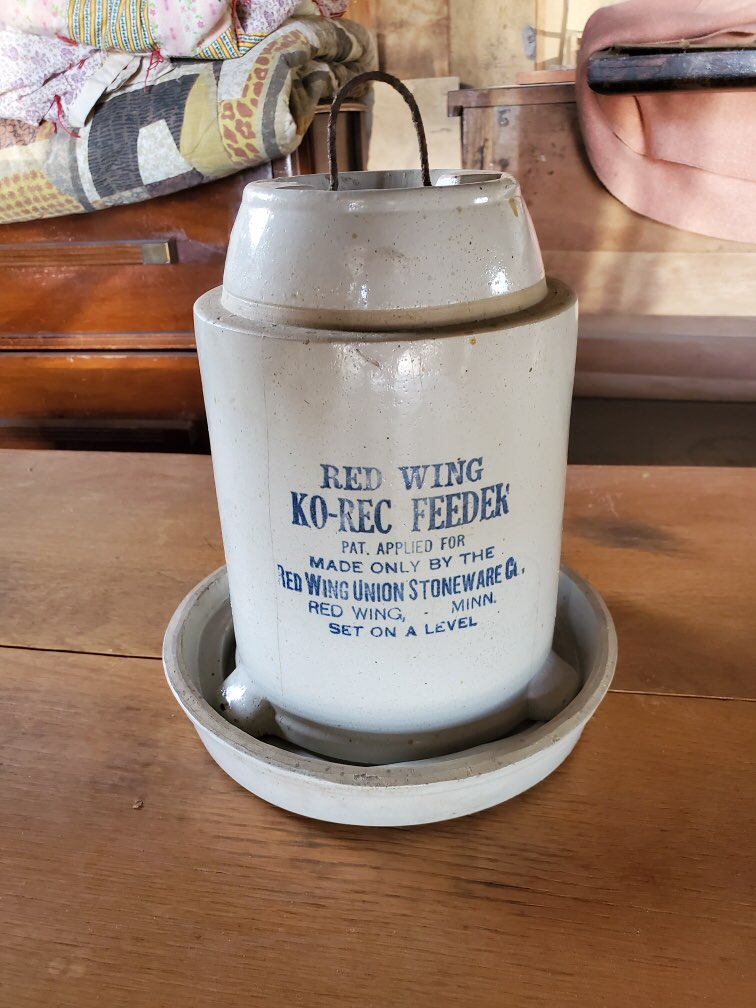 RED WING
KO-REC FEEDER
PAT. APPLIED FOR
MADE ONLY BY THE
RED WING UNION STONEWARE CO.
RED WING, - MINN.
SET ON A LEVEL